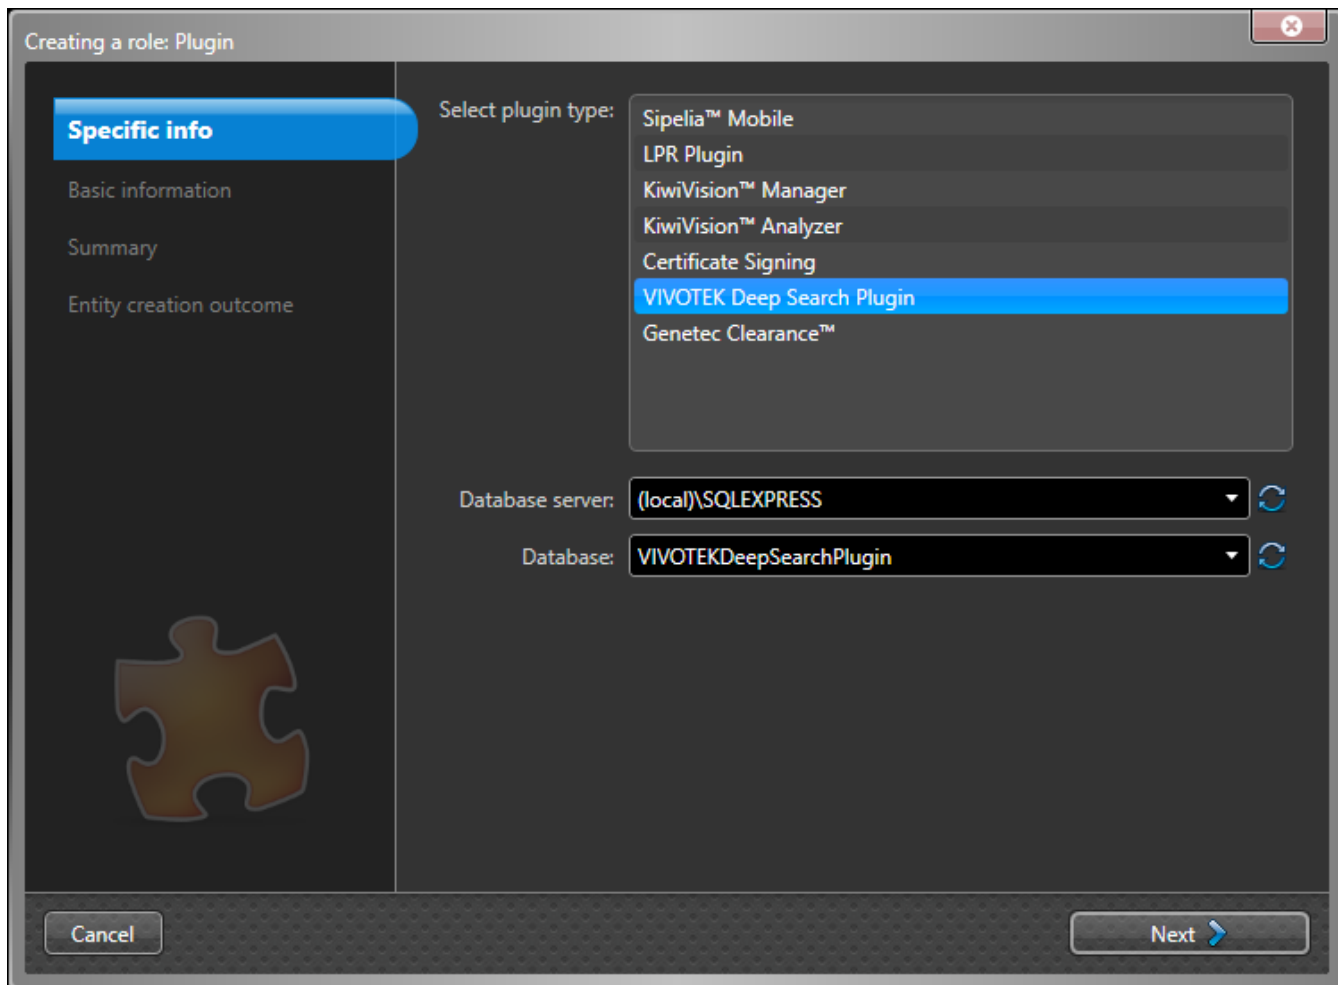 Creating a role: Plugin
Specific info
Basic information
Summary
Entity creation outcome
Select plugin type:
Sipelia™ Mobile
LPR Plugin
KiwiVision™ Manager
KiwiVision™ Analyzer
Certificate Signing
VIVOTEK Deep Search Plugin
Genetec Clearance™
Database server: (local)\SQLEXPRESS
Database: VIVOTEKDeepSearchPlugin
Cancel
Next